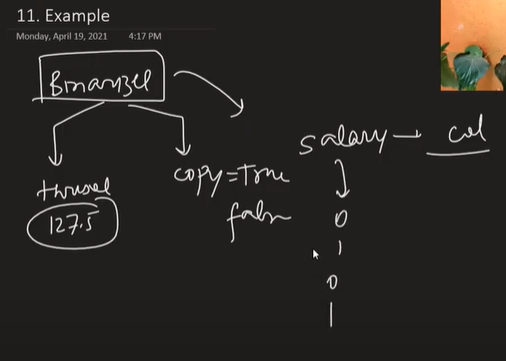 11. Example
Monday, April 19, 2021 4:17 PM
Binarizer
salary → col
copy = True
False
127.5
0
1
0
1